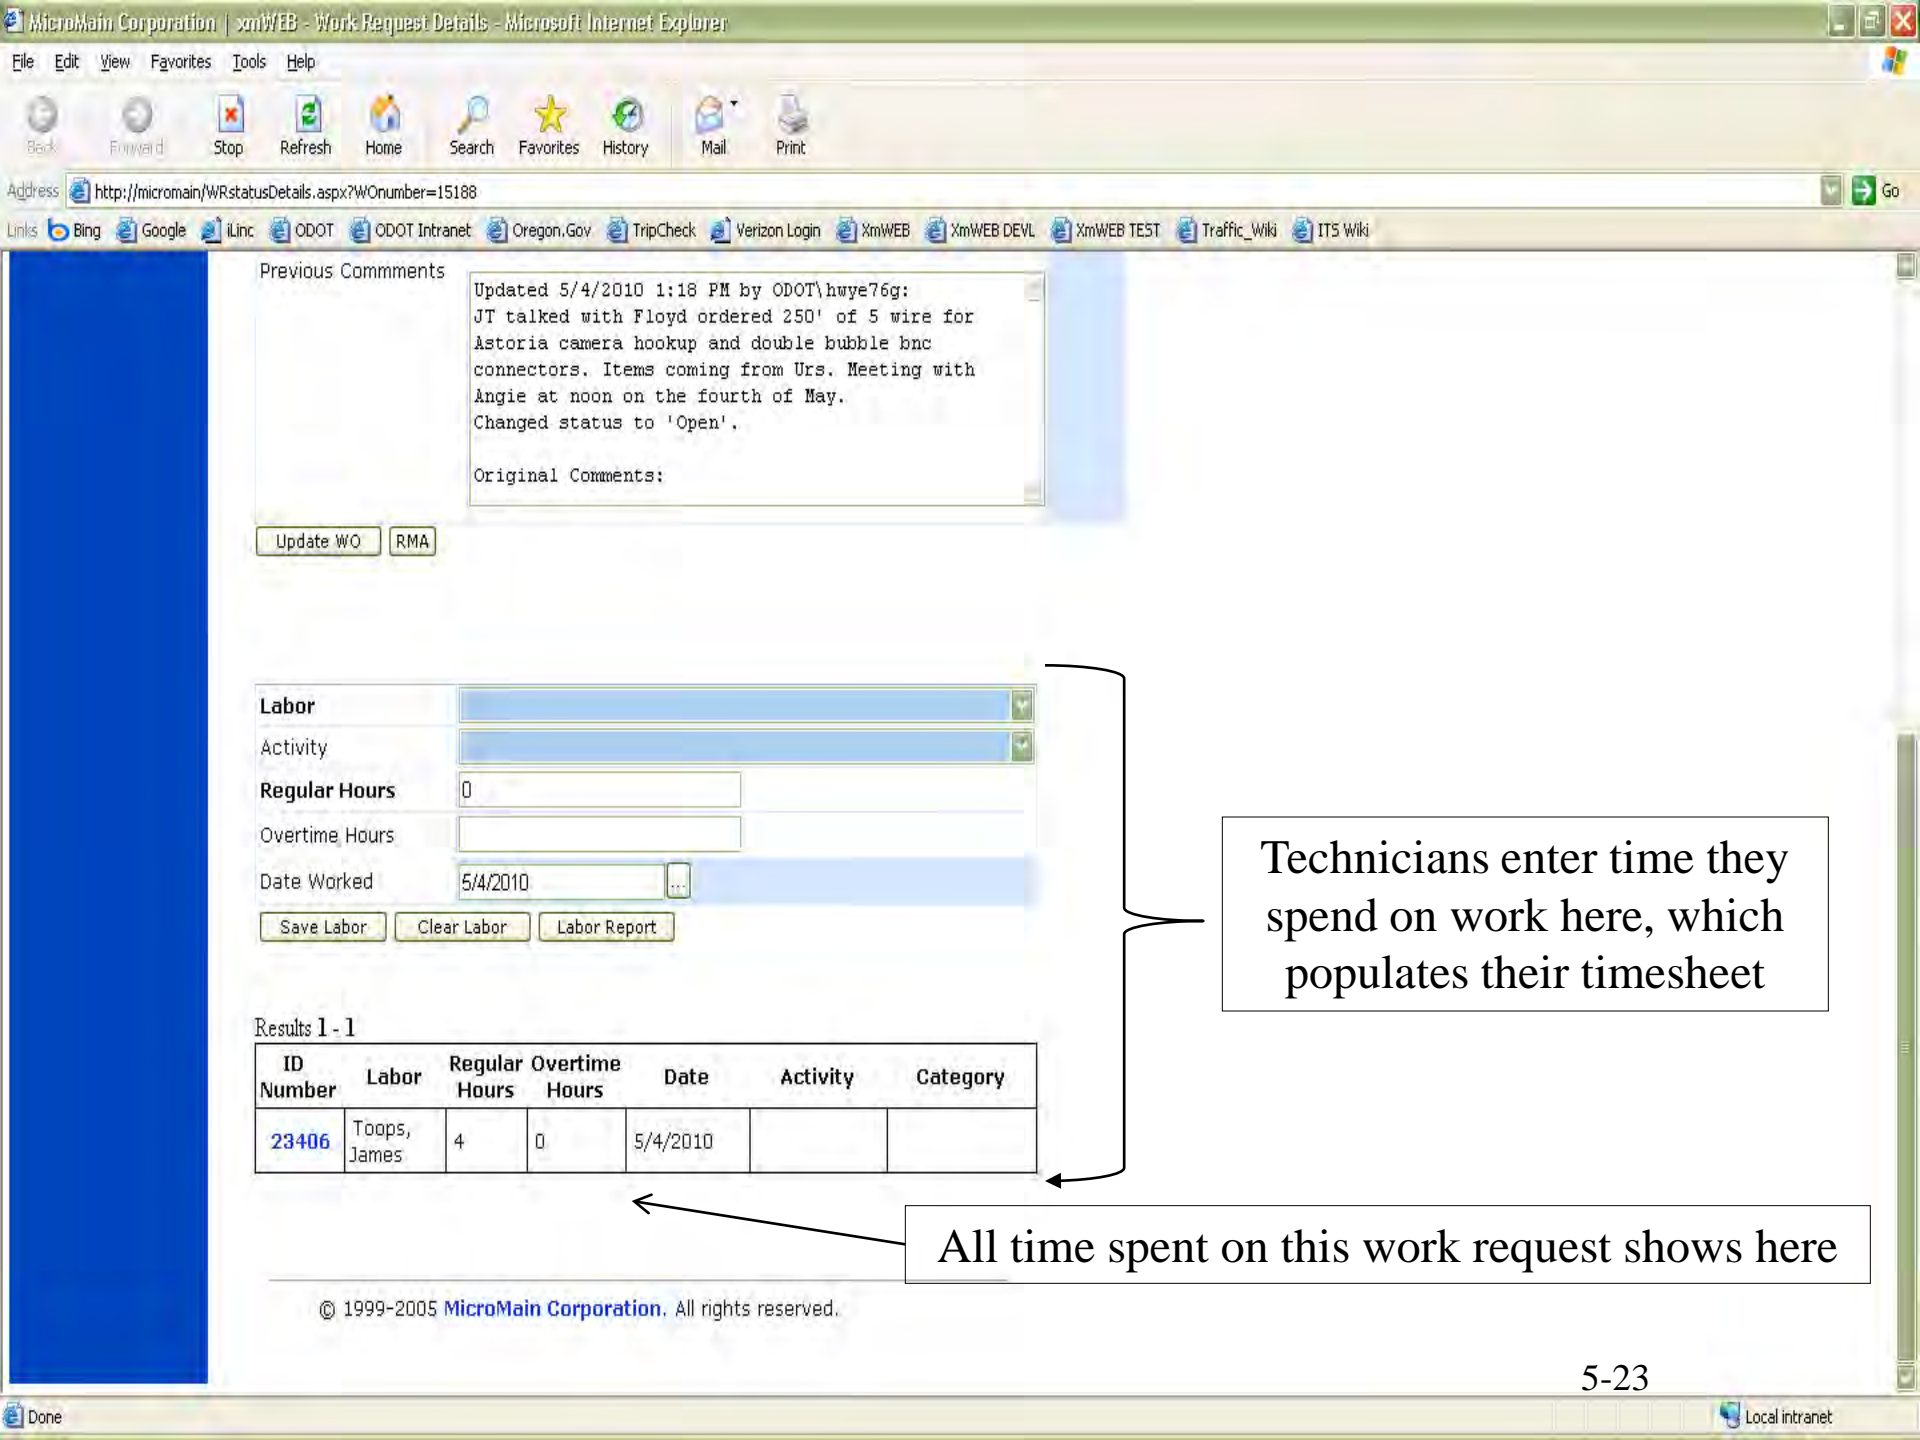 MicroMain Corporation | xmWEB - Work Request Details - Microsoft Internet Explorer
File Edit View Favorites Tools Help
Back Forward Stop Refresh Home Search Favorites History Mail Print
Address http://micromain/WRstatusDetails.aspx?WOnumber=15188 Go
Links Bing Google iLinc ODOT ODOT Intranet Oregon.Gov TripCheck Verizon Login XmWEB XmWEB DEVL XmWEB TEST Traffic_Wiki ITS Wiki
Previous Commments
Updated 5/4/2010 1:18 PM by ODOT\hwye76g:
JT talked with Floyd ordered 250' of 5 wire for
Astoria camera hookup and double bubble bnc
connectors. Items coming from Urs. Meeting with
Angie at noon on the fourth of May.
Changed status to 'Open'.
Original Comments:
Update WO RMA
Labor
Activity
Regular Hours 0
Overtime Hours
Date Worked 5/4/2010 ...
Save Labor Clear Labor Labor Report
Technicians enter time they
spend on work here, which
populates their timesheet
Results 1 - 1
ID Number Labor Regular Hours Overtime Hours Date Activity Category
23406 Toops, James 4 0 5/4/2010
All time spent on this work request shows here
© 1999-2005 MicroMain Corporation. All rights reserved.
5-23
Done Local intranet